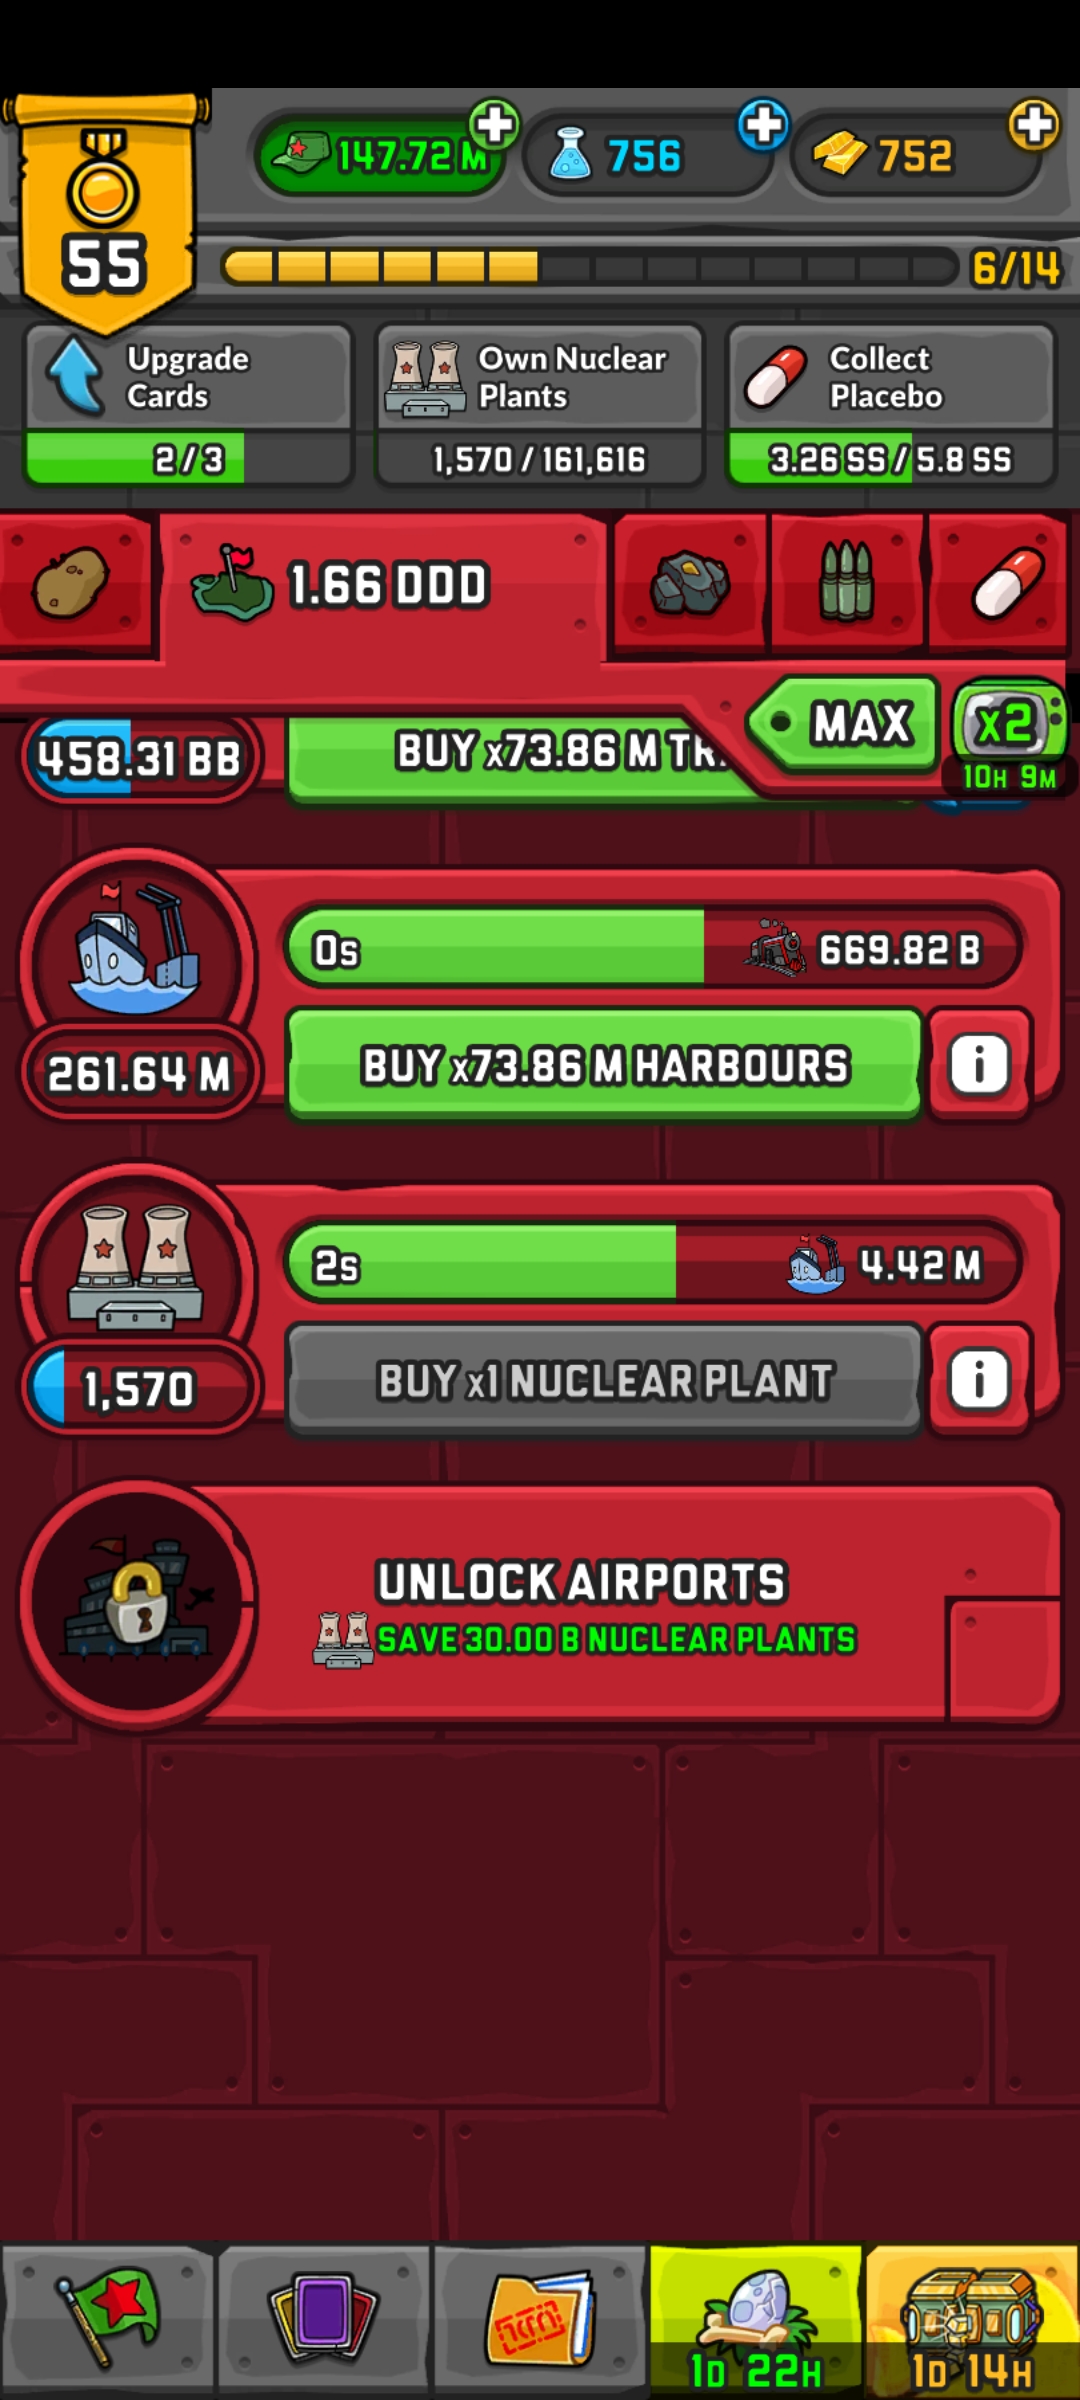 147.72 M
756
752
55
6/14
Upgrade Cards
2/3
Own Nuclear Plants
1,570 / 161,616
Collect Placebo
3.26 SS / 5.8 SS
1.66 DDD
MAX
x2
10H 9M
458.31 BB
BUY x73.86 M
0s
669.82 B
261.64 M
BUY x73.86 M HARBOURS
i
2s
4.42 M
1,570
BUY x1 NUCLEAR PLANT
i
UNLOCK AIRPORTS
SAVE 30.00 B NUCLEAR PLANTS
1D 22H
1D 14H